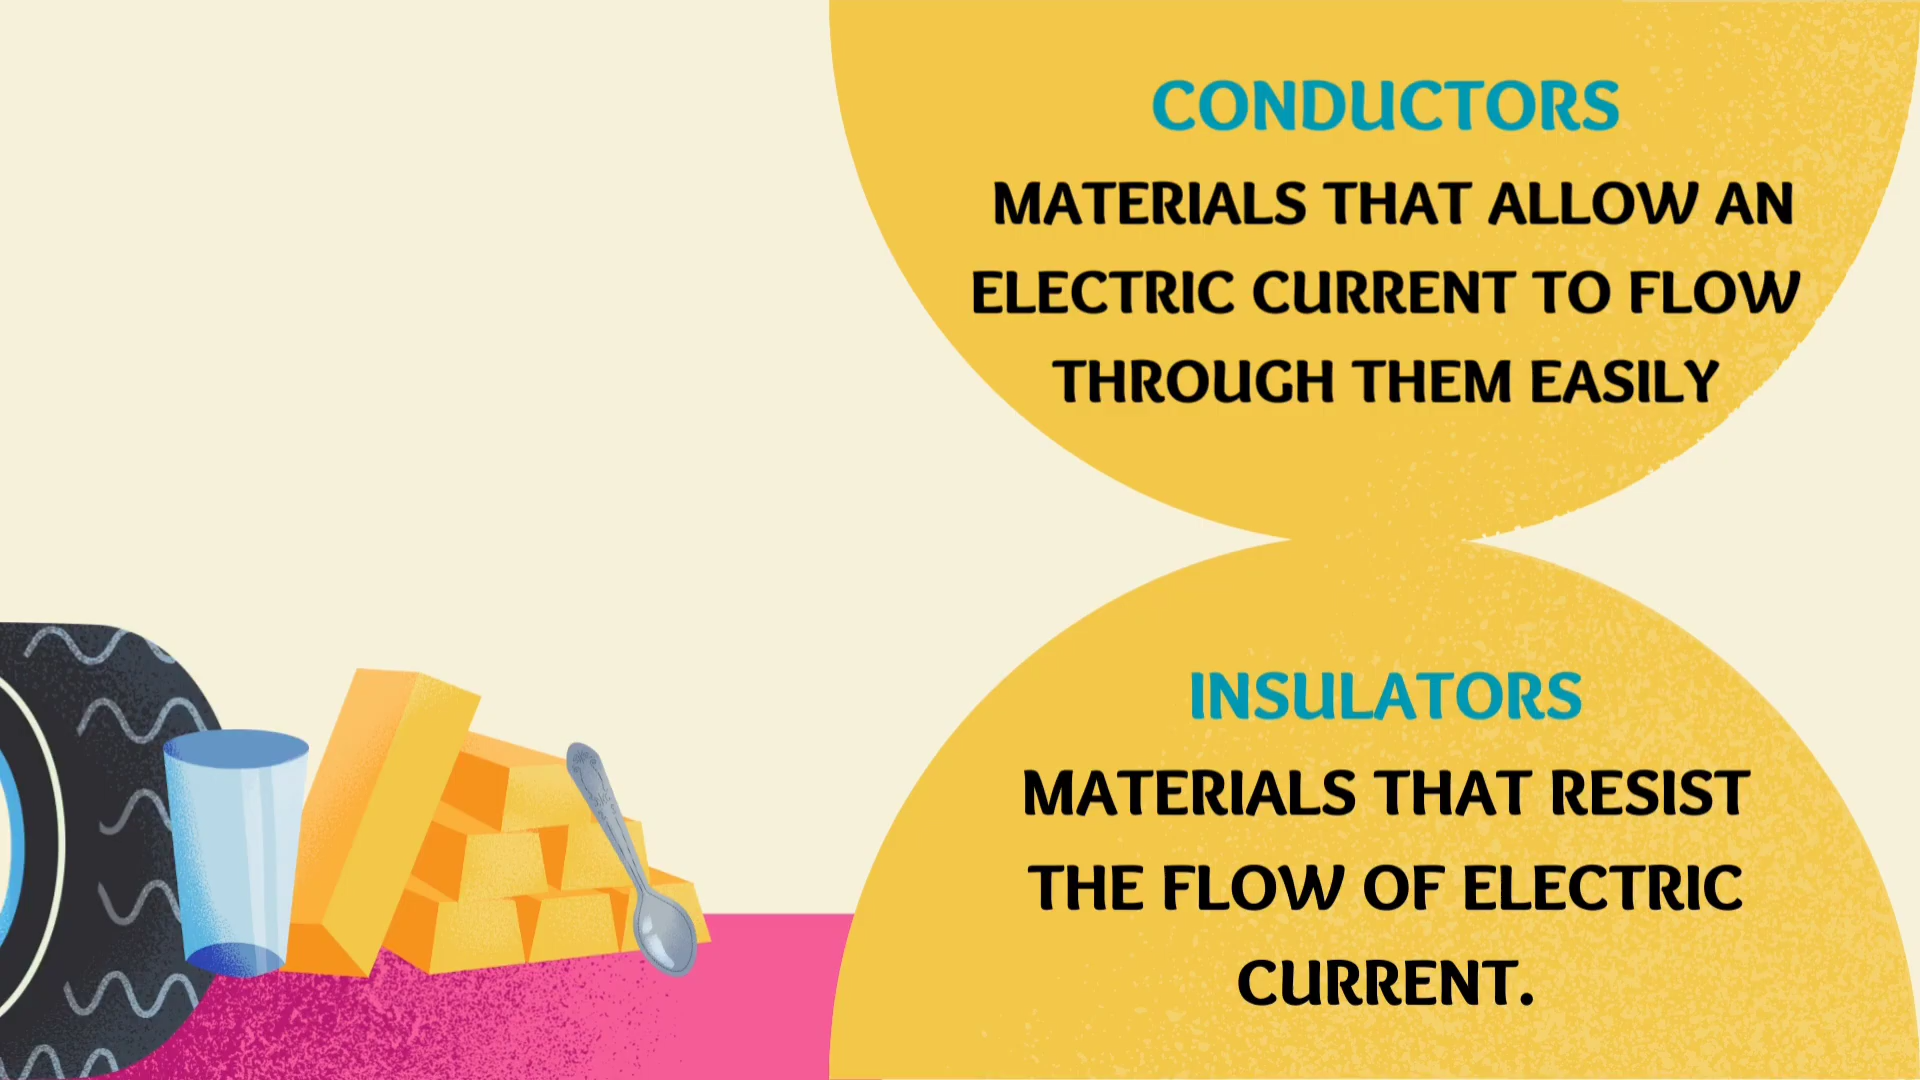 CONDUCTORS
MATERIALS THAT ALLOW AN
ELECTRIC CURRENT TO FLOW
THROUGH THEM EASILY
INSULATORS
MATERIALS THAT RESIST
THE FLOW OF ELECTRIC
CURRENT.